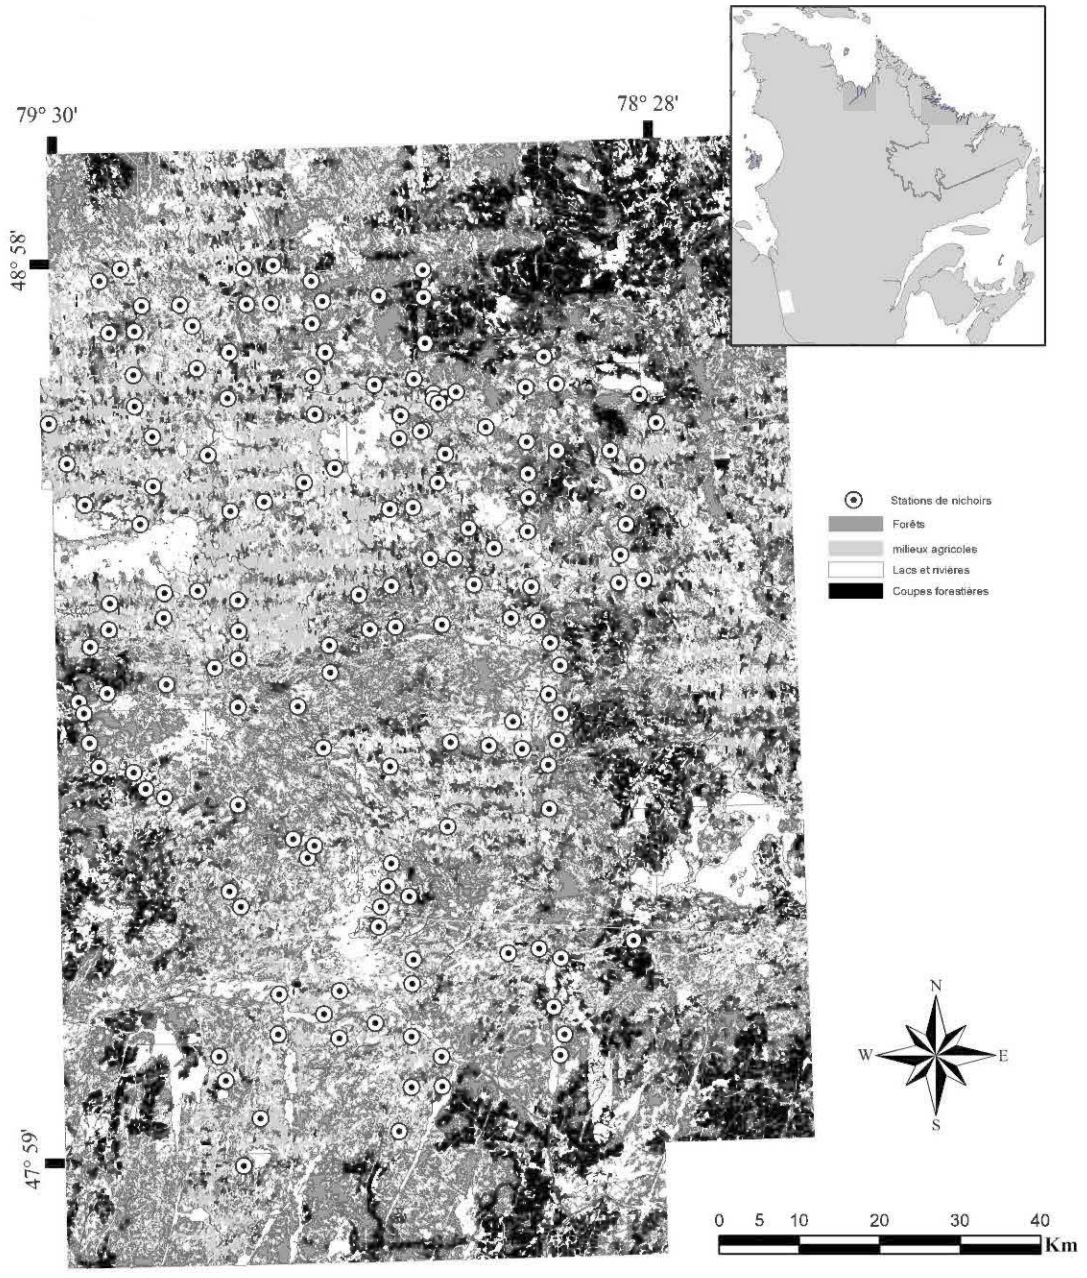 79° 30'
78° 28'
48° 58'
Stations de nichoirs
Forêts
milieux agricoles
Lacs et rivières
Coupes forestières
N
W
E
S
47° 59'
0 5 10 20 30 40
Km